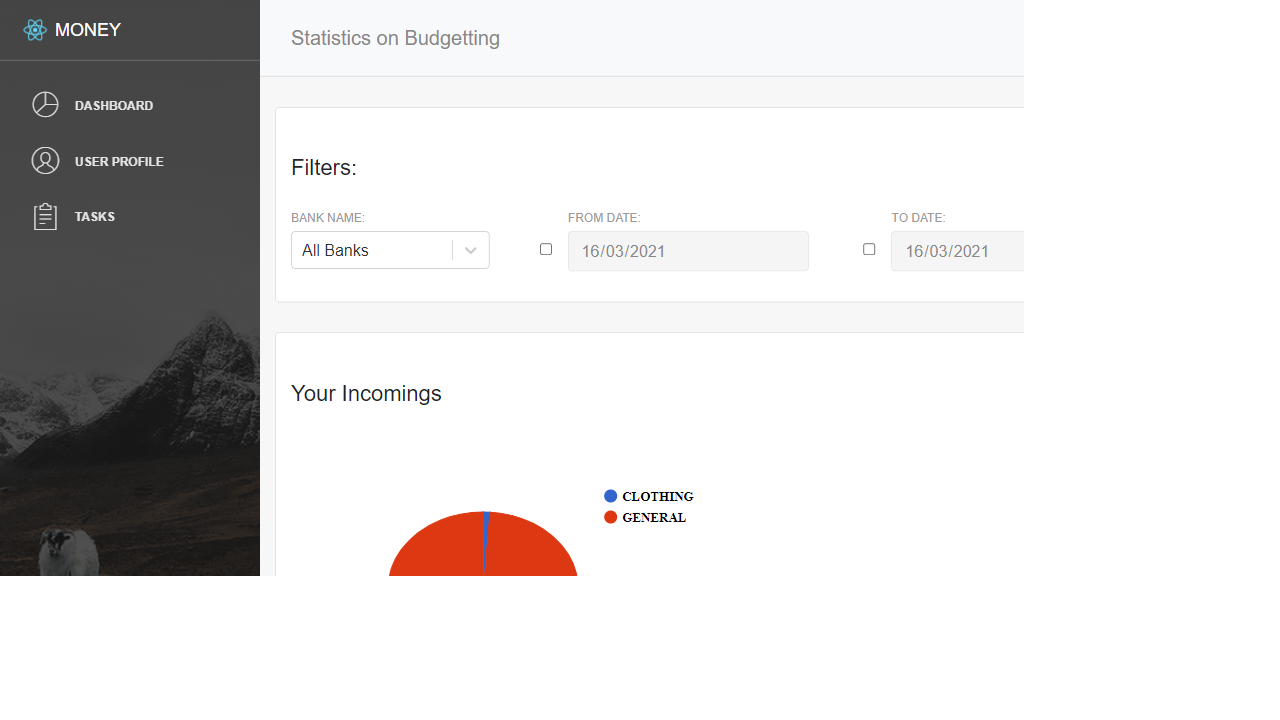 MONEY
DASHBOARD
USER PROFILE
TASKS
Statistics on Budgetting
Filters:
BANK NAME:
All Banks
FROM DATE:
16/03/2021
TO DATE:
16/03/2021
Your Incomings
CLOTHING
GENERAL